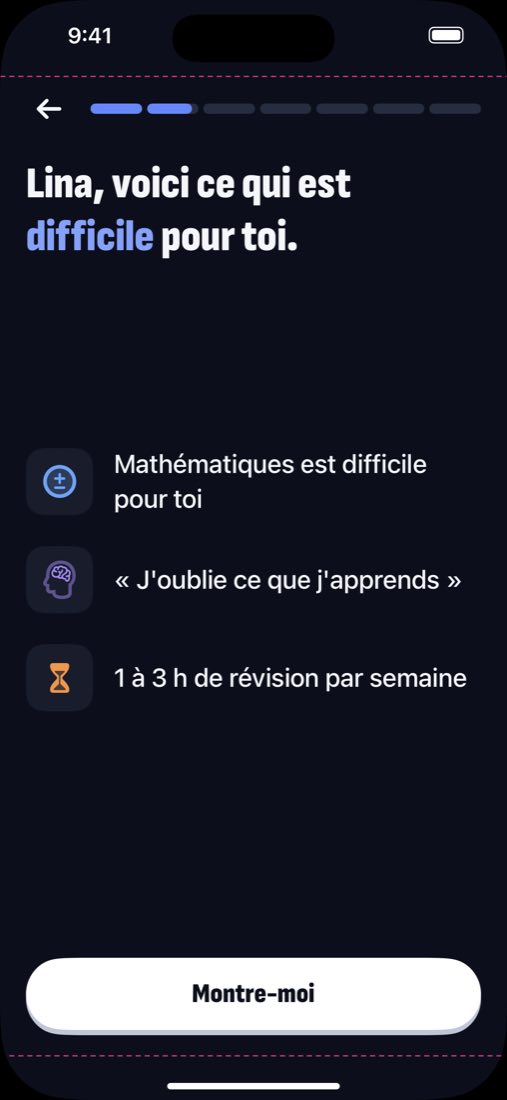 9:41
Lina, voici ce qui est
difficile pour toi.
Mathématiques est difficile
pour toi
« J'oublie ce que j'apprends »
1 à 3 h de révision par semaine
Montre-moi